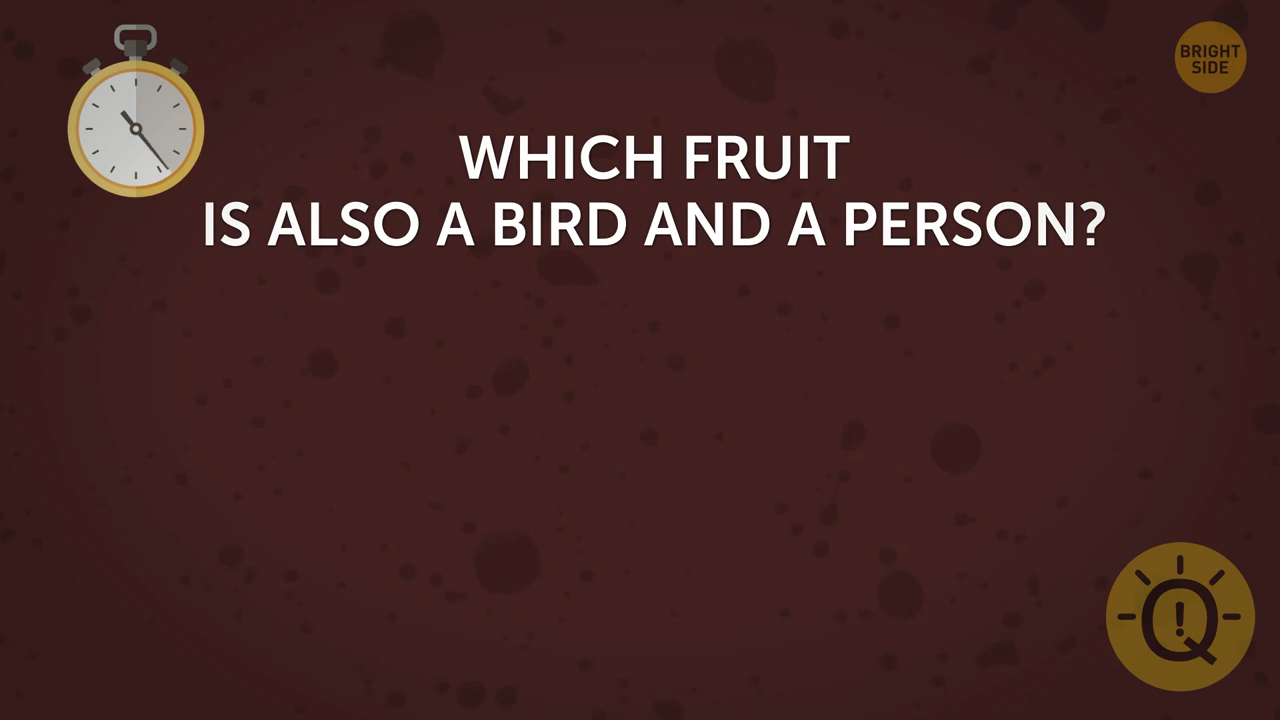 BRIGHT
SIDE
WHICH FRUIT
IS ALSO A BIRD AND A PERSON?
Q!